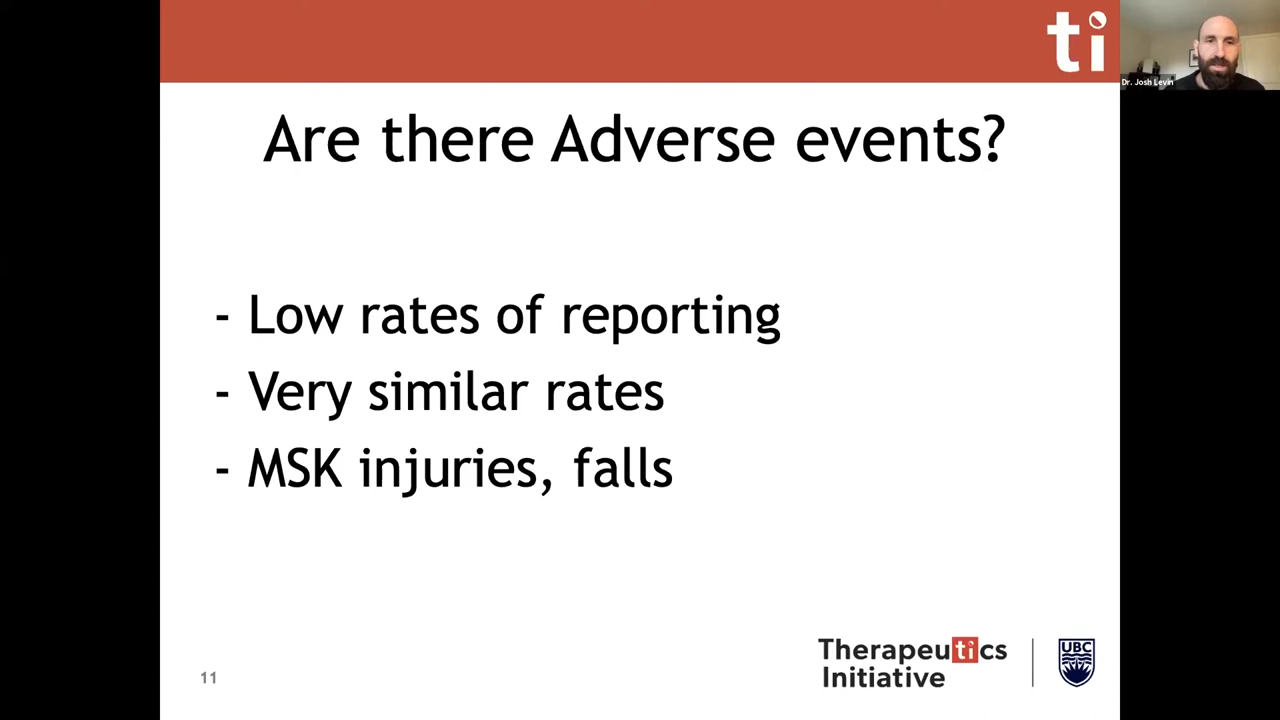 ti
Dr. Josh Levin
Are there Adverse events?
- Low rates of reporting
- Very similar rates
- MSK injuries, falls
Therapeutics
Initiative
UBC
11